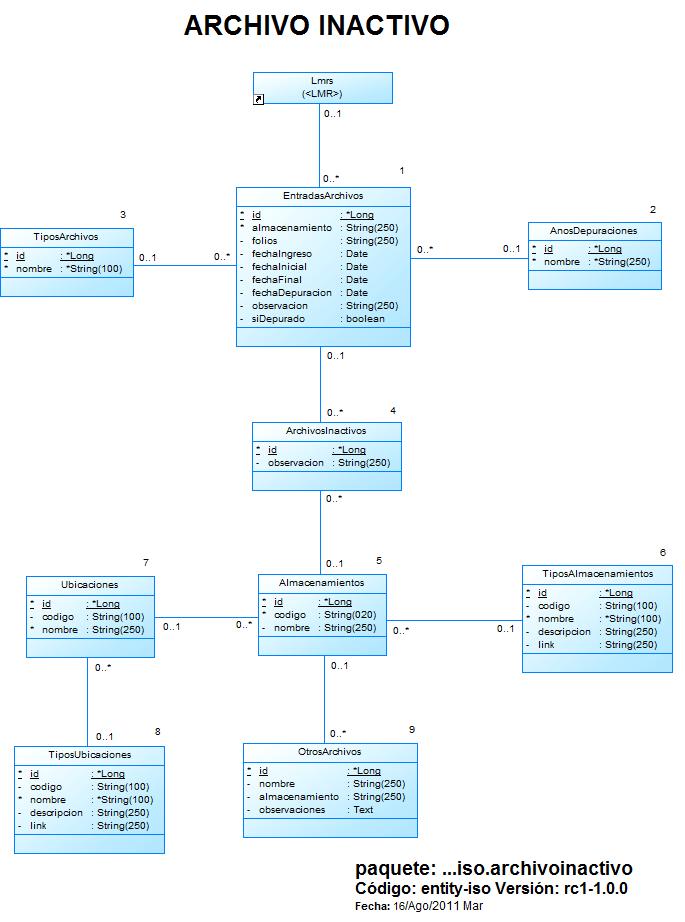 ARCHIVO INACTIVO
Lmrs
(<LMR>)
0..1
0..*
1
EntradasArchivos
* id : *Long
* almacenamiento : String(250)
- folios : String(250)
- fechaIngreso : Date
- fechaInicial : Date
- fechaFinal : Date
- fechaDepuracion : Date
- observacion : String(250)
- siDepurado : boolean
3
TiposArchivos
* id : *Long
* nombre : *String(100)
0..1
0..*
2
AnosDepuraciones
* id : *Long
* nombre : *String(250)
0..*
0..1
0..1
0..*
4
ArchivosInactivos
* id : *Long
- observacion : String(250)
0..*
0..1
5
Almacenamientos
* id : *Long
* codigo : String(020)
- nombre : String(250)
7
Ubicaciones
* id : *Long
- codigo : String(100)
* nombre : String(250)
0..1
0..*
6
TiposAlmacenamientos
* id : *Long
- codigo : String(100)
* nombre : *String(100)
- descripcion : String(250)
- link : String(250)
0..*
0..1
0..*
0..1
8
TiposUbicaciones
* id : *Long
- codigo : String(100)
* nombre : *String(100)
- descripcion : String(250)
- link : String(250)
0..1
0..*
9
OtrosArchivos
* id : *Long
- nombre : String(250)
- almacenamiento : String(250)
- observaciones : Text
paquete: ...iso.archivoinactivo
Código: entity-iso Versión: rc1-1.0.0
Fecha: 16/Ago/2011 Mar